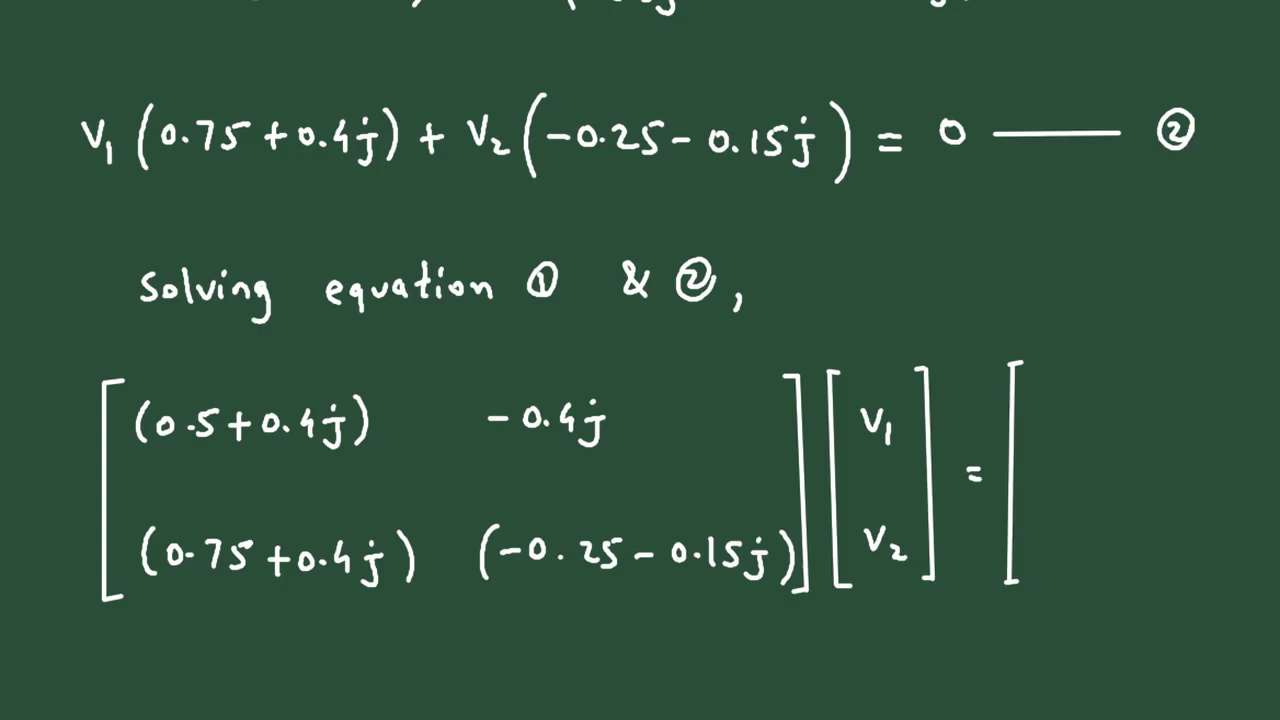 V₁ (0.75 + 0.4j) + V₂ (-0.25 - 0.15j) = 0 —— ②
Solving equation ① & ②,
[ (0.5 + 0.4j) -0.4j ] [ V₁ ] = [
[ (0.75 + 0.4j) (-0.25 - 0.15j) ] [ V₂ ]